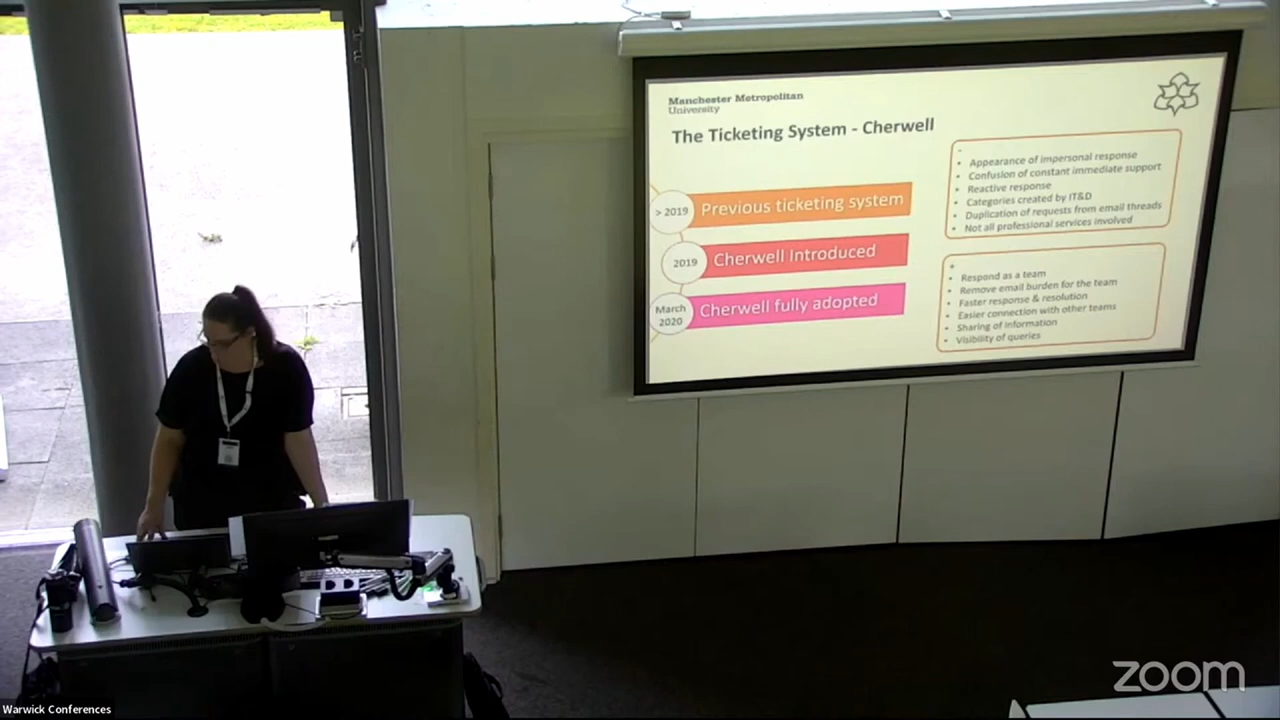 Manchester Metropolitan
University
The Ticketing System - Cherwell
> 2019
Previous ticketing system
2019
Cherwell Introduced
March
2020
Cherwell fully adopted
-
• Appearance of impersonal response
• Confusion of constant immediate support
• Reactive response
• Categories created by IT&D
• Duplication of requests from email threads
• Not all professional services involved
+
• Respond as a team
• Remove email burden for the team
• Faster response & resolution
• Easier connection with other teams
• Sharing of information
• Visibility of queries
zoom
Warwick Conferences